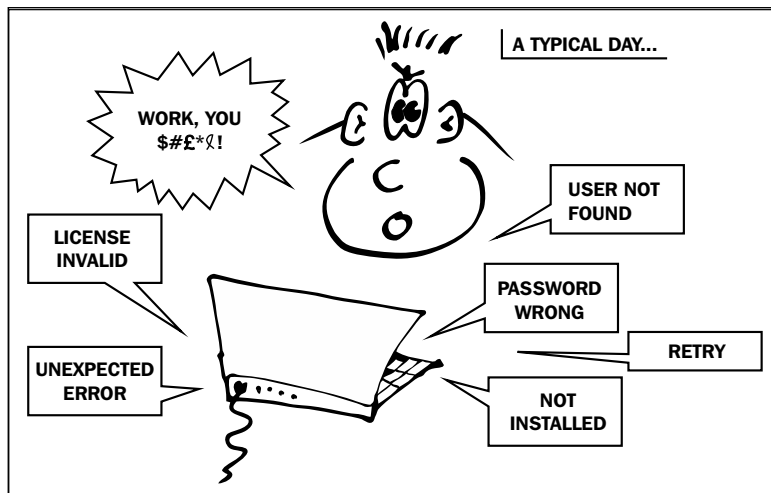 A TYPICAL DAY...
WORK, YOU
$#£*&!
USER NOT
FOUND
LICENSE
INVALID
PASSWORD
WRONG
RETRY
UNEXPECTED
ERROR
NOT
INSTALLED